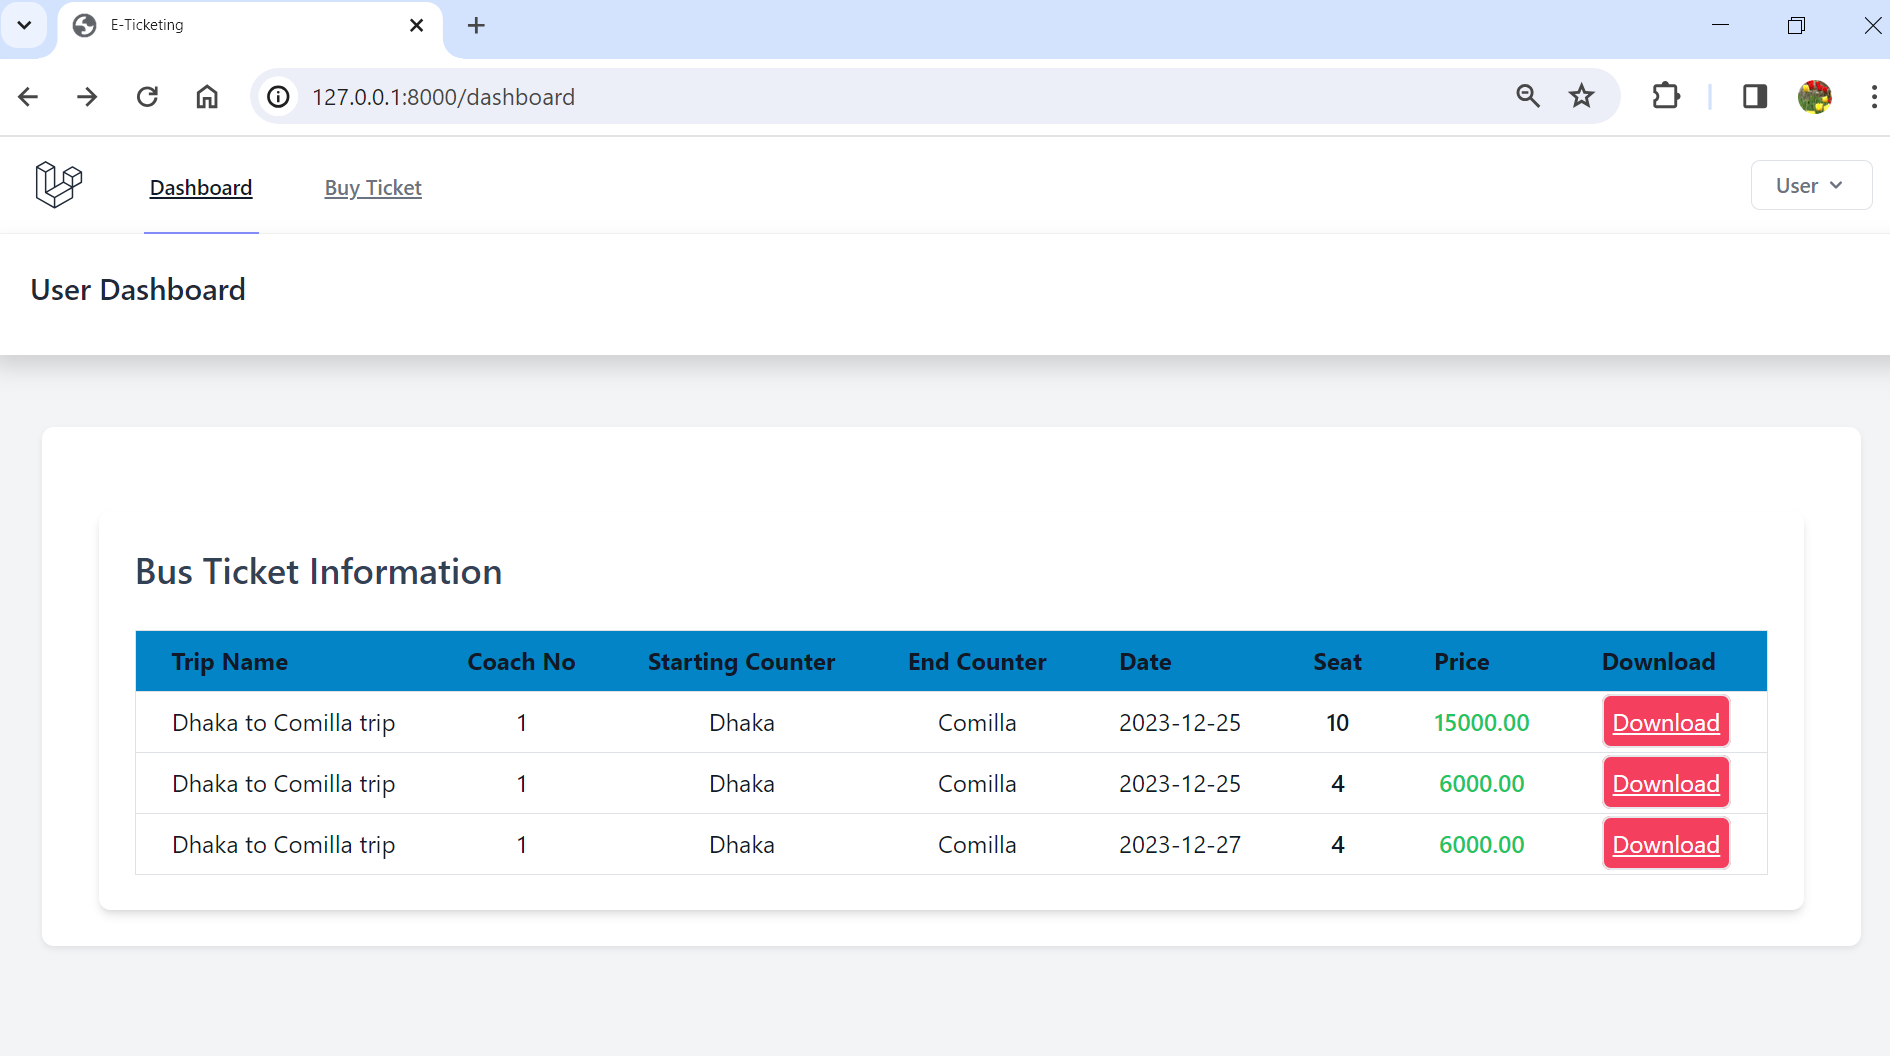 E-Ticketing
127.0.0.1:8000/dashboard
Dashboard Buy Ticket User
User Dashboard
Bus Ticket Information
Trip Name Coach No Starting Counter End Counter Date Seat Price Download
Dhaka to Comilla trip 1 Dhaka Comilla 2023-12-25 10 15000.00 Download
Dhaka to Comilla trip 1 Dhaka Comilla 2023-12-25 4 6000.00 Download
Dhaka to Comilla trip 1 Dhaka Comilla 2023-12-27 4 6000.00 Download